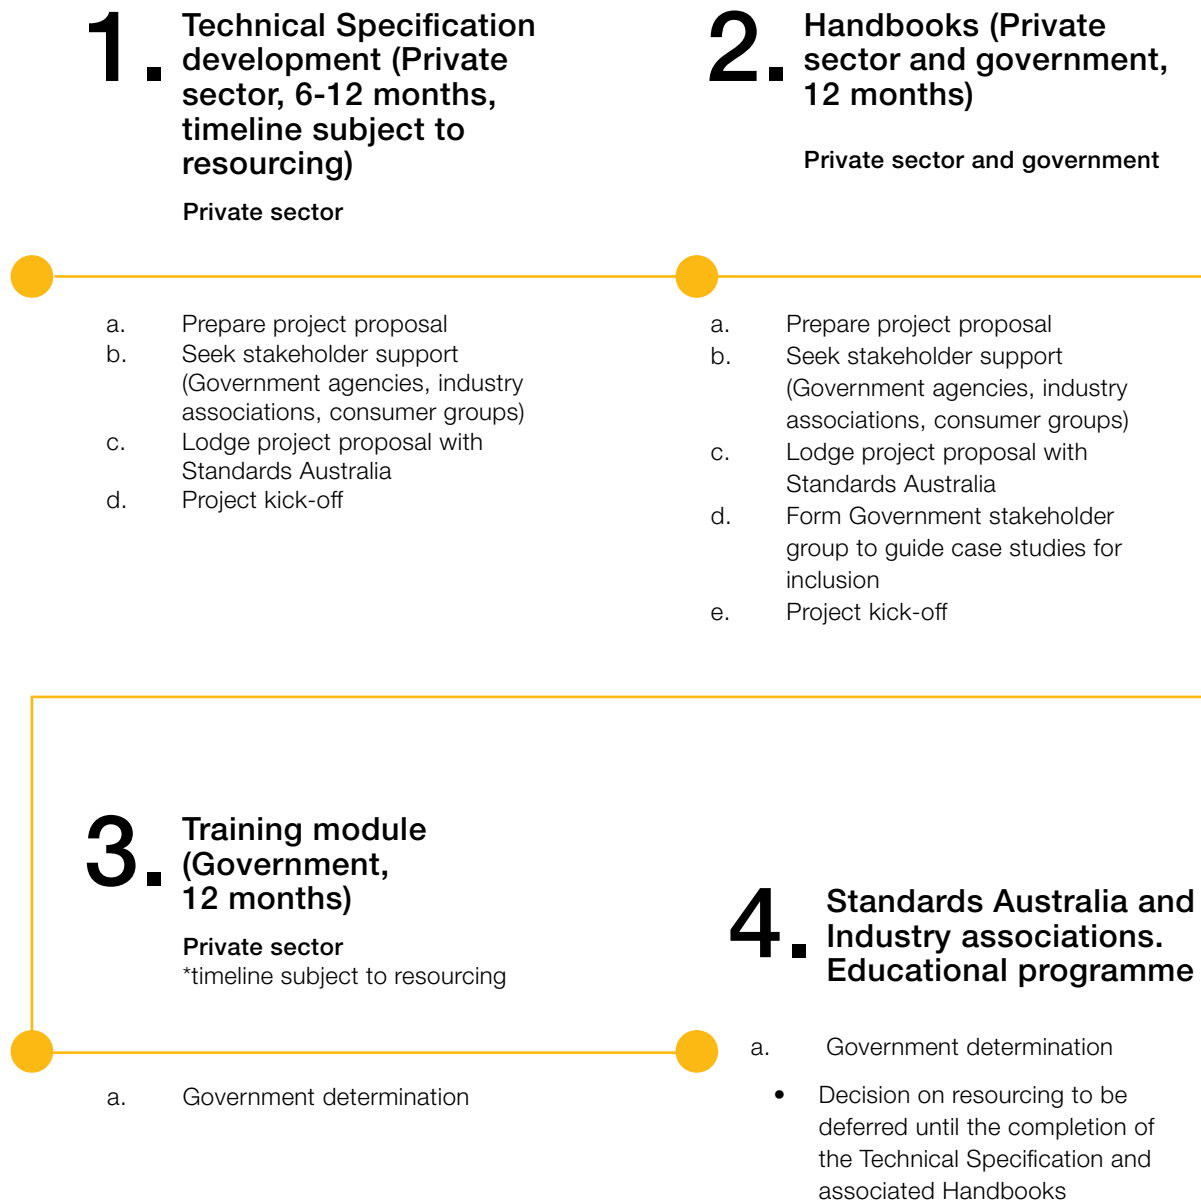 1.
Technical Specification
development (Private
sector, 6-12 months,
timeline subject to
resourcing)
Private sector
a. Prepare project proposal
b. Seek stakeholder support
(Government agencies, industry
associations, consumer groups)
c. Lodge project proposal with
Standards Australia
d. Project kick-off
2.
Handbooks (Private
sector and government,
12 months)
Private sector and government
a. Prepare project proposal
b. Seek stakeholder support
(Government agencies, industry
associations, consumer groups)
c. Lodge project proposal with
Standards Australia
d. Form Government stakeholder
group to guide case studies for
inclusion
e. Project kick-off
3.
Training module
(Government,
12 months)
Private sector
*timeline subject to resourcing
a. Government determination
4.
Standards Australia and
Industry associations.
Educational programme
a. Government determination
• Decision on resourcing to be
deferred until the completion of
the Technical Specification and
associated Handbooks